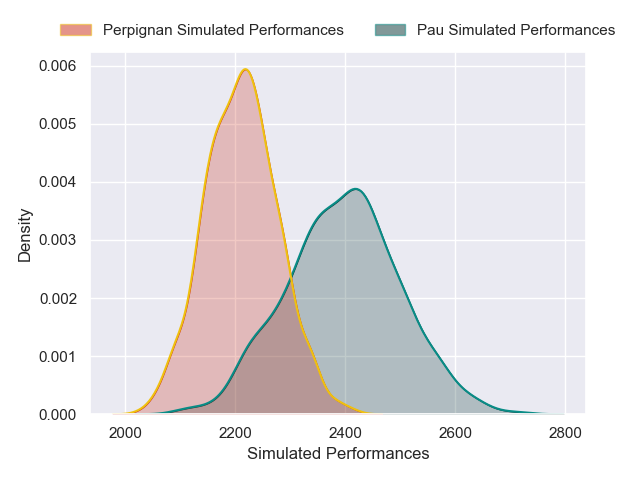 Perpignan Simulated Performances Pau Simulated Performances
0.006
0.005
0.004
0.003
0.002
0.001
0.000
Density
2000 2200 2400 2600 2800
Simulated Performances